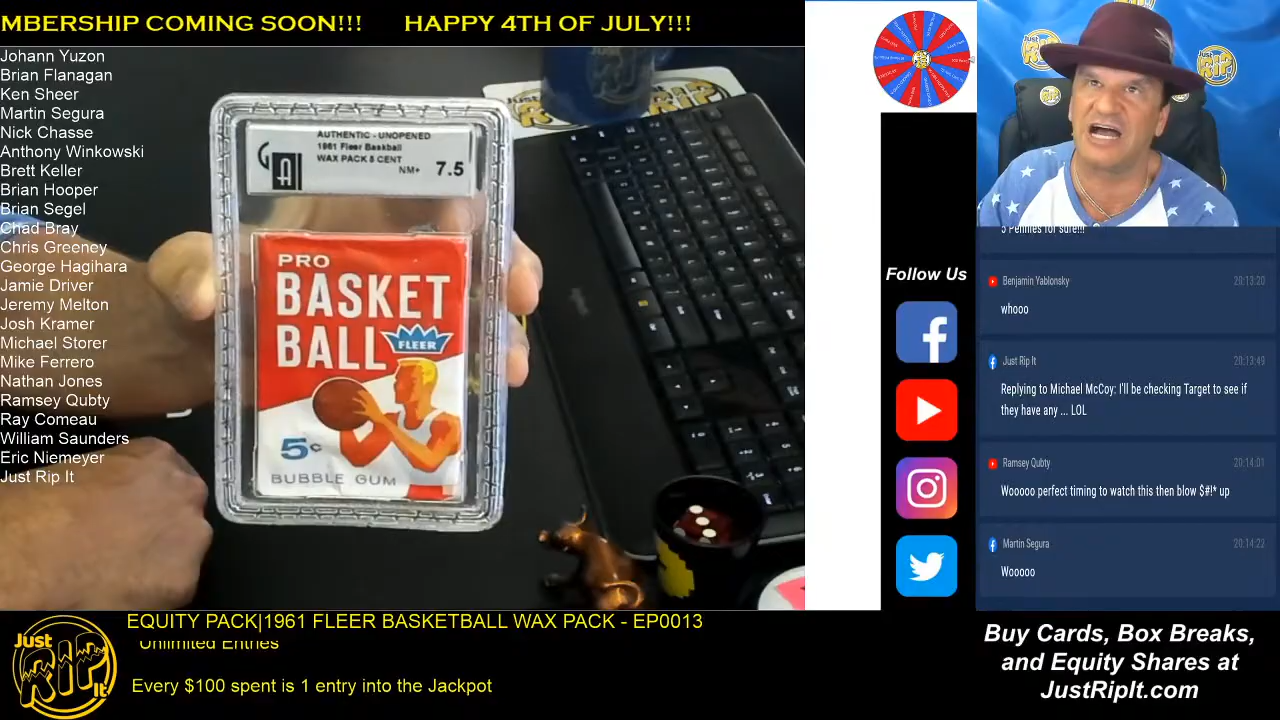 MBERSHIP COMING SOON!!! HAPPY 4TH OF JULY!!!
Johann Yuzon
Brian Flanagan
Ken Sheer
Martin Segura
Nick Chasse
Anthony Winkowski
Brett Keller
Brian Hooper
Brian Segel
Chad Bray
Chris Greeney
George Hagihara
Jamie Driver
Jeremy Melton
Josh Kramer
Michael Storer
Mike Ferrero
Nathan Jones
Ramsey Qubty
Ray Comeau
William Saunders
Eric Niemeyer
Just Rip It
GAI
AUTHENTIC - UNOPENED
1961 Fleer Baskball
WAX PACK 5 CENT
NM+ 7.5
PRO
BASKET
BALL
FLEER
5¢
BUBBLE GUM
Follow Us
5 Pennies for sure!!!
Benjamin Yablonsky 20:13:20
whooo
Just Rip It 20:13:49
Replying to Michael McCoy: I'll be checking Target to see if
they have any ... LOL
Ramsey Qubty 20:14:01
Wooooo perfect timing to watch this then blow $#!* up
Martin Segura 20:14:22
Wooooo
Just
RIP
It
EQUITY PACK|1961 FLEER BASKETBALL WAX PACK - EP0013
Unlimited Entries
Every $100 spent is 1 entry into the Jackpot
Buy Cards, Box Breaks,
and Equity Shares at
JustRipIt.com